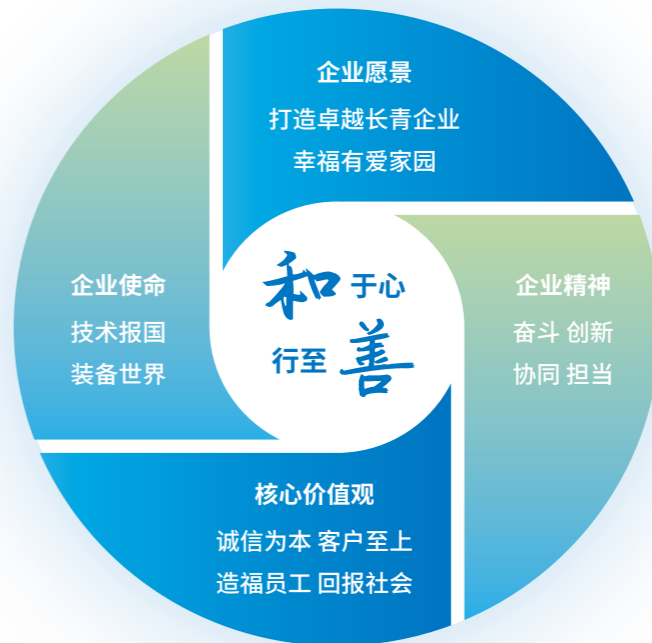 企业愿景
打造卓越长青企业
幸福有爱家园
企业使命
技术报国
装备世界
和于心
行至善
企业精神
奋斗 创新
协同 担当
核心价值观
诚信为本 客户至上
造福员工 回报社会